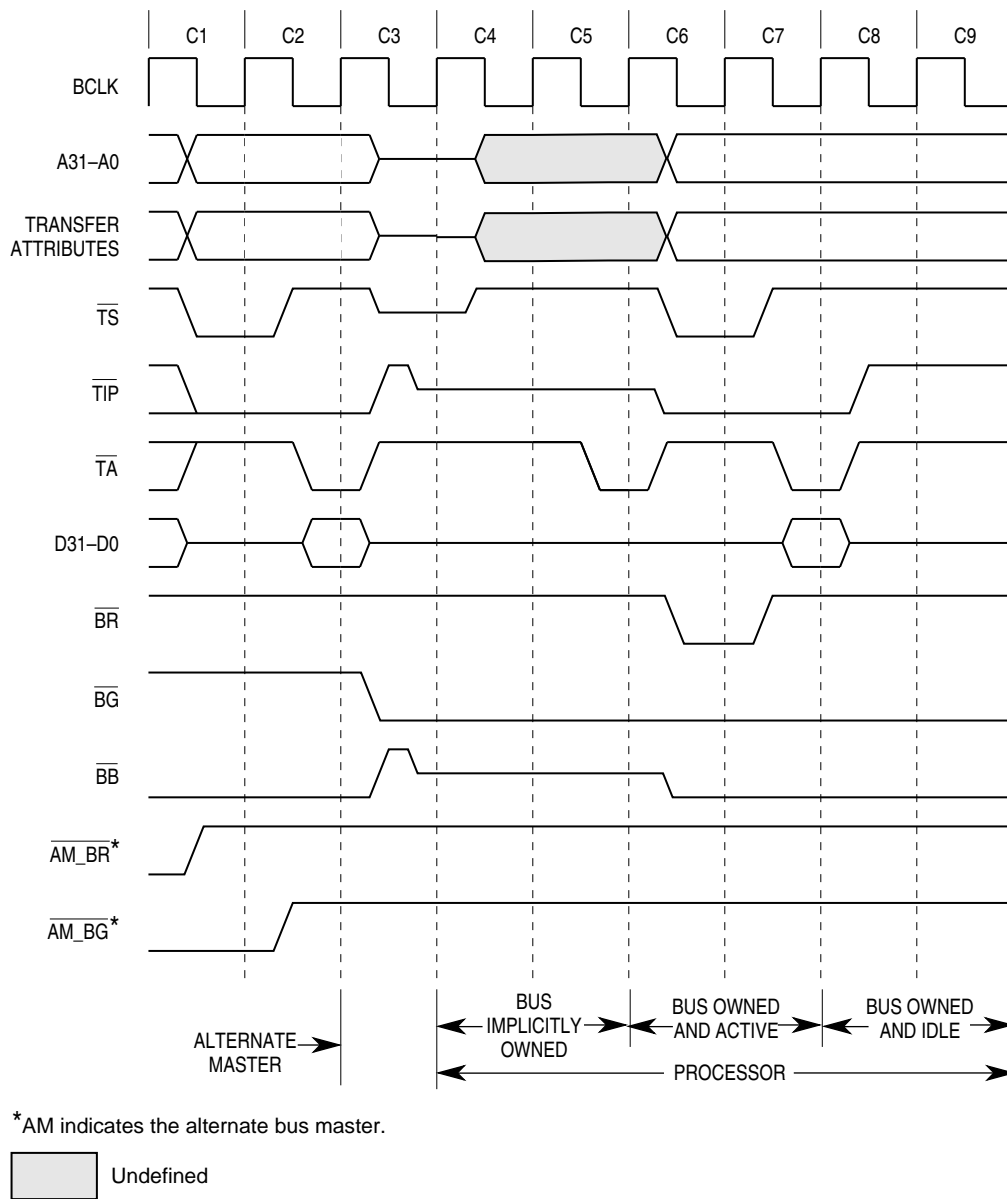 C1 C2 C3 C4 C5 C6 C7 C8 C9
BCLK
A31–A0
TRANSFER
ATTRIBUTES
TS
TIP
TA
D31–D0
BR
BG
BB
AM_BR*
AM_BG*
ALTERNATE
MASTER
BUS
IMPLICITLY
OWNED
BUS OWNED
AND ACTIVE
BUS OWNED
AND IDLE
PROCESSOR
*AM indicates the alternate bus master.
Undefined